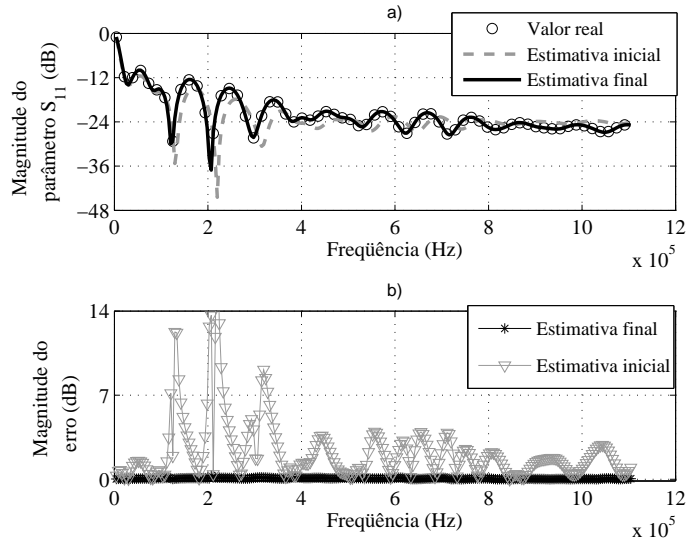 a)
Magnitude do
parâmetro S11 (dB)
0
−12
−24
−36
−48
Valor real
Estimativa inicial
Estimativa final
0 2 4 6 8 10 12
Freqüência (Hz)
x 10^5
b)
Magnitude do
erro (dB)
14
7
0
Estimativa final
Estimativa inicial
0 2 4 6 8 10 12
Freqüência (Hz)
x 10^5